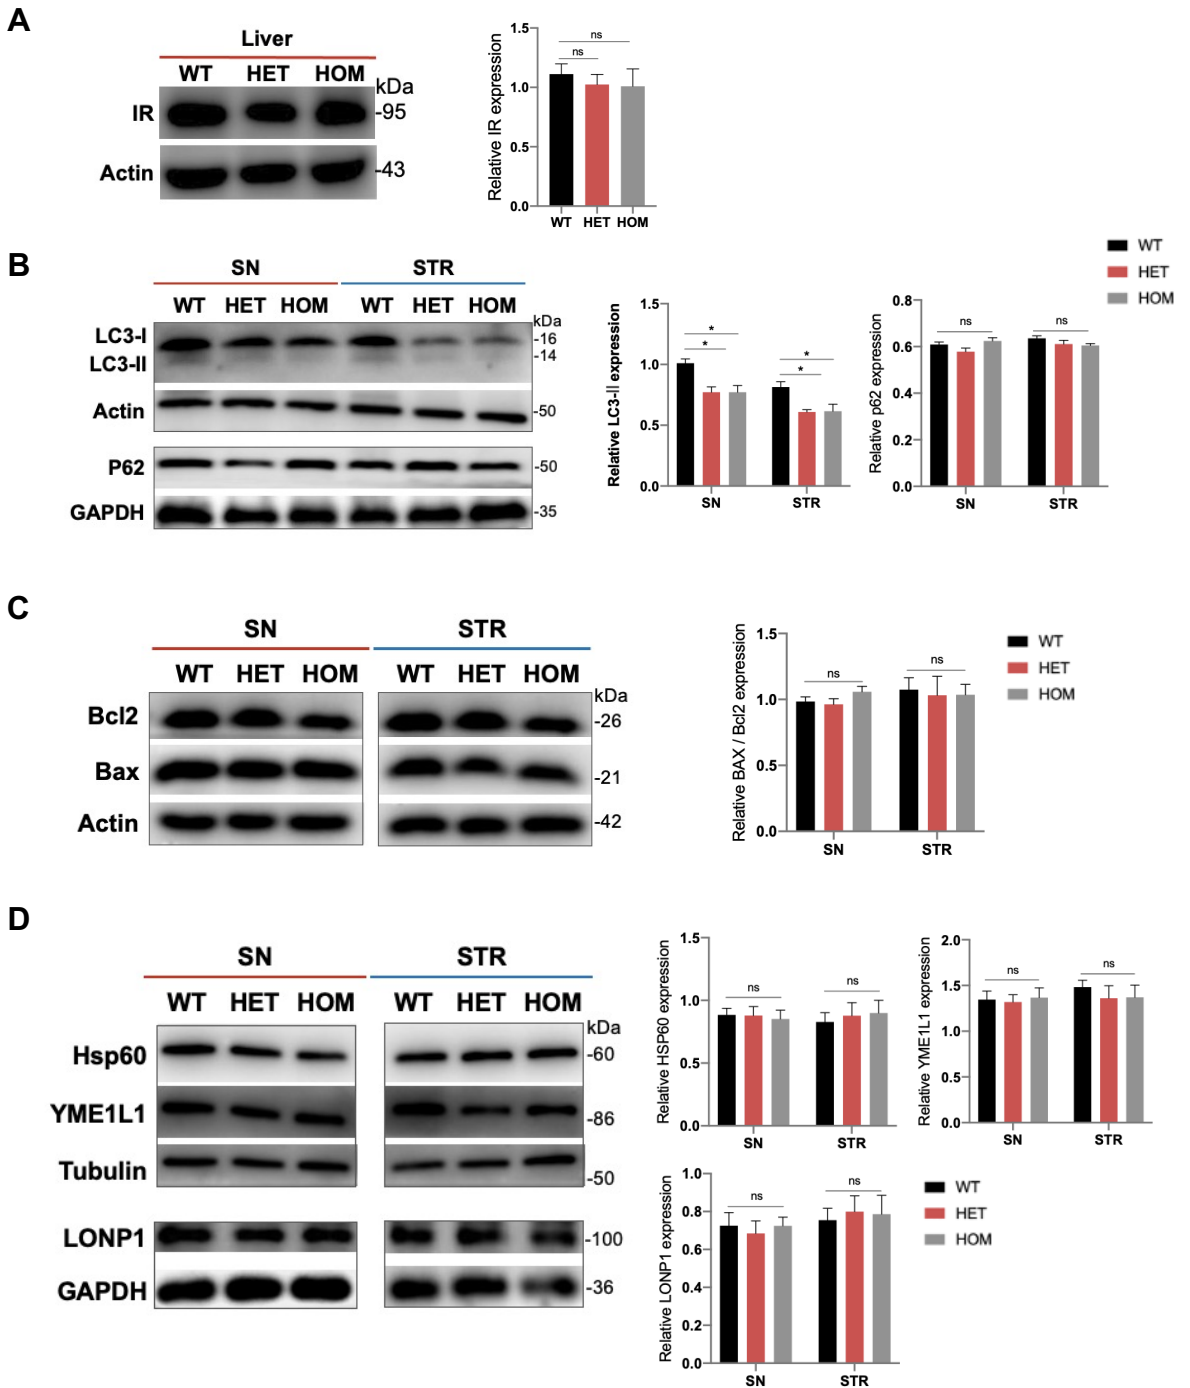 A
Liver
WT HET HOM
kDa
IR
-95
Actin
-43
Relative IR expression
1.5
1.0
0.5
0.0
ns
ns
WT HET HOM
B
SN STR
WT HET HOM WT HET HOM
kDa
LC3-I
-16
LC3-II
-14
Actin
-50
P62
-50
GAPDH
-35
Relative LC3-II expression
1.5
1.0
0.5
0.0
*
*
*
*
SN STR
Relative p62 expression
0.8
0.6
0.4
0.2
0.0
ns ns
SN STR
WT
HET
HOM
C
SN STR
WT HET HOM WT HET HOM
kDa
Bcl2
-26
Bax
-21
Actin
-42
Relative BAX / Bcl2 expression
1.5
1.0
0.5
0.0
ns ns
SN STR
WT
HET
HOM
D
SN STR
WT HET HOM WT HET HOM
kDa
Hsp60
-60
YME1L1
-86
Tubulin
-50
LONP1
-100
GAPDH
-36
Relative HSP60 expression
1.5
1.0
0.5
0.0
ns ns
SN STR
Relative YME1L1 expression
2.0
1.5
1.0
0.5
0.0
ns ns
SN STR
Relative LONP1 expression
1.0
0.8
0.6
0.4
0.2
0.0
ns ns
SN STR
WT
HET
HOM